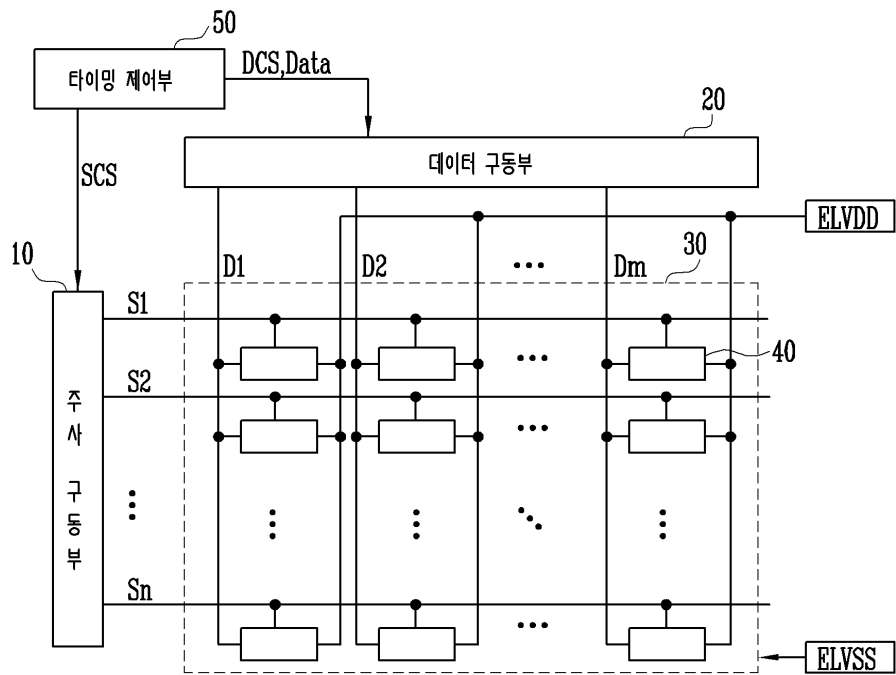 50
타이밍 제어부
DCS,Data
20
데이터 구동부
SCS
ELVDD
10
D1
D2
...
Dm
30
S1
...
40
S2
...
주사 구동부
Sn
...
ELVSS